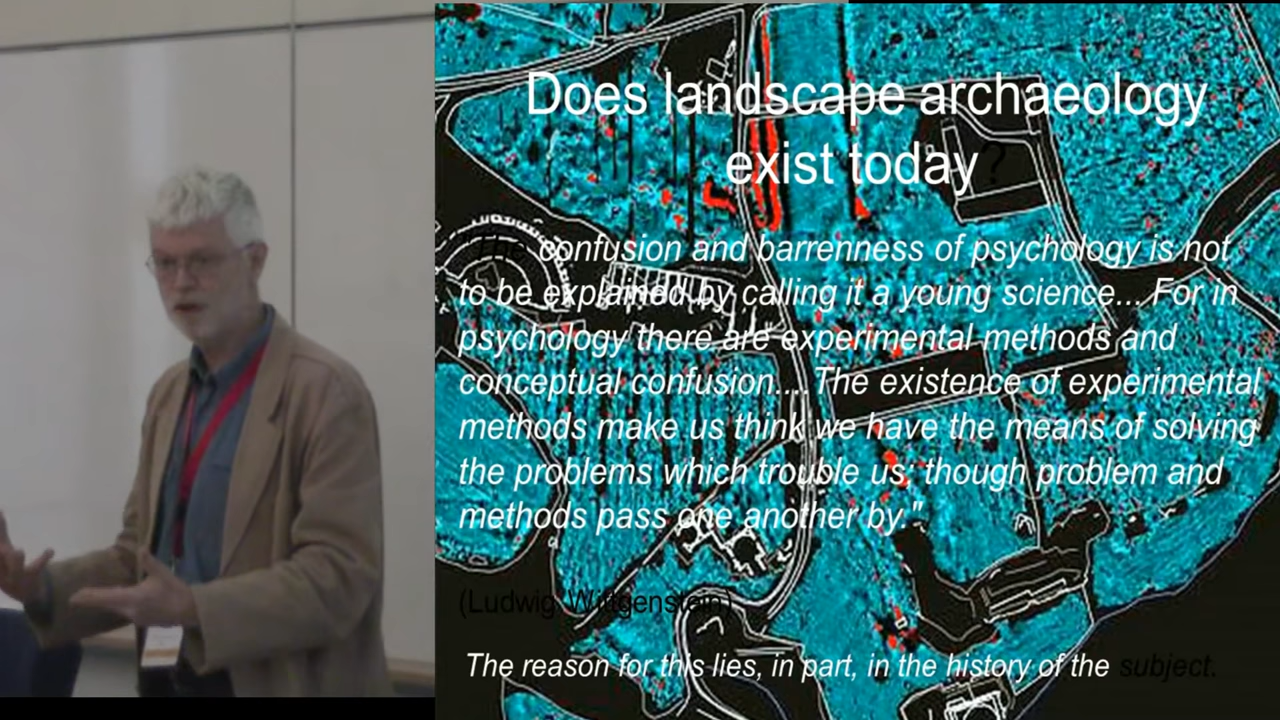 Does landscape archaeology
exist today?
"The confusion and barrenness of psychology is not
to be explained by calling it a young science... For in
psychology there are experimental methods and
conceptual confusion.... The existence of experimental
methods make us think we have the means of solving
the problems which trouble us; though problem and
methods pass one another by."
(Ludwig Wittgenstein)
The reason for this lies, in part, in the history of the subject.